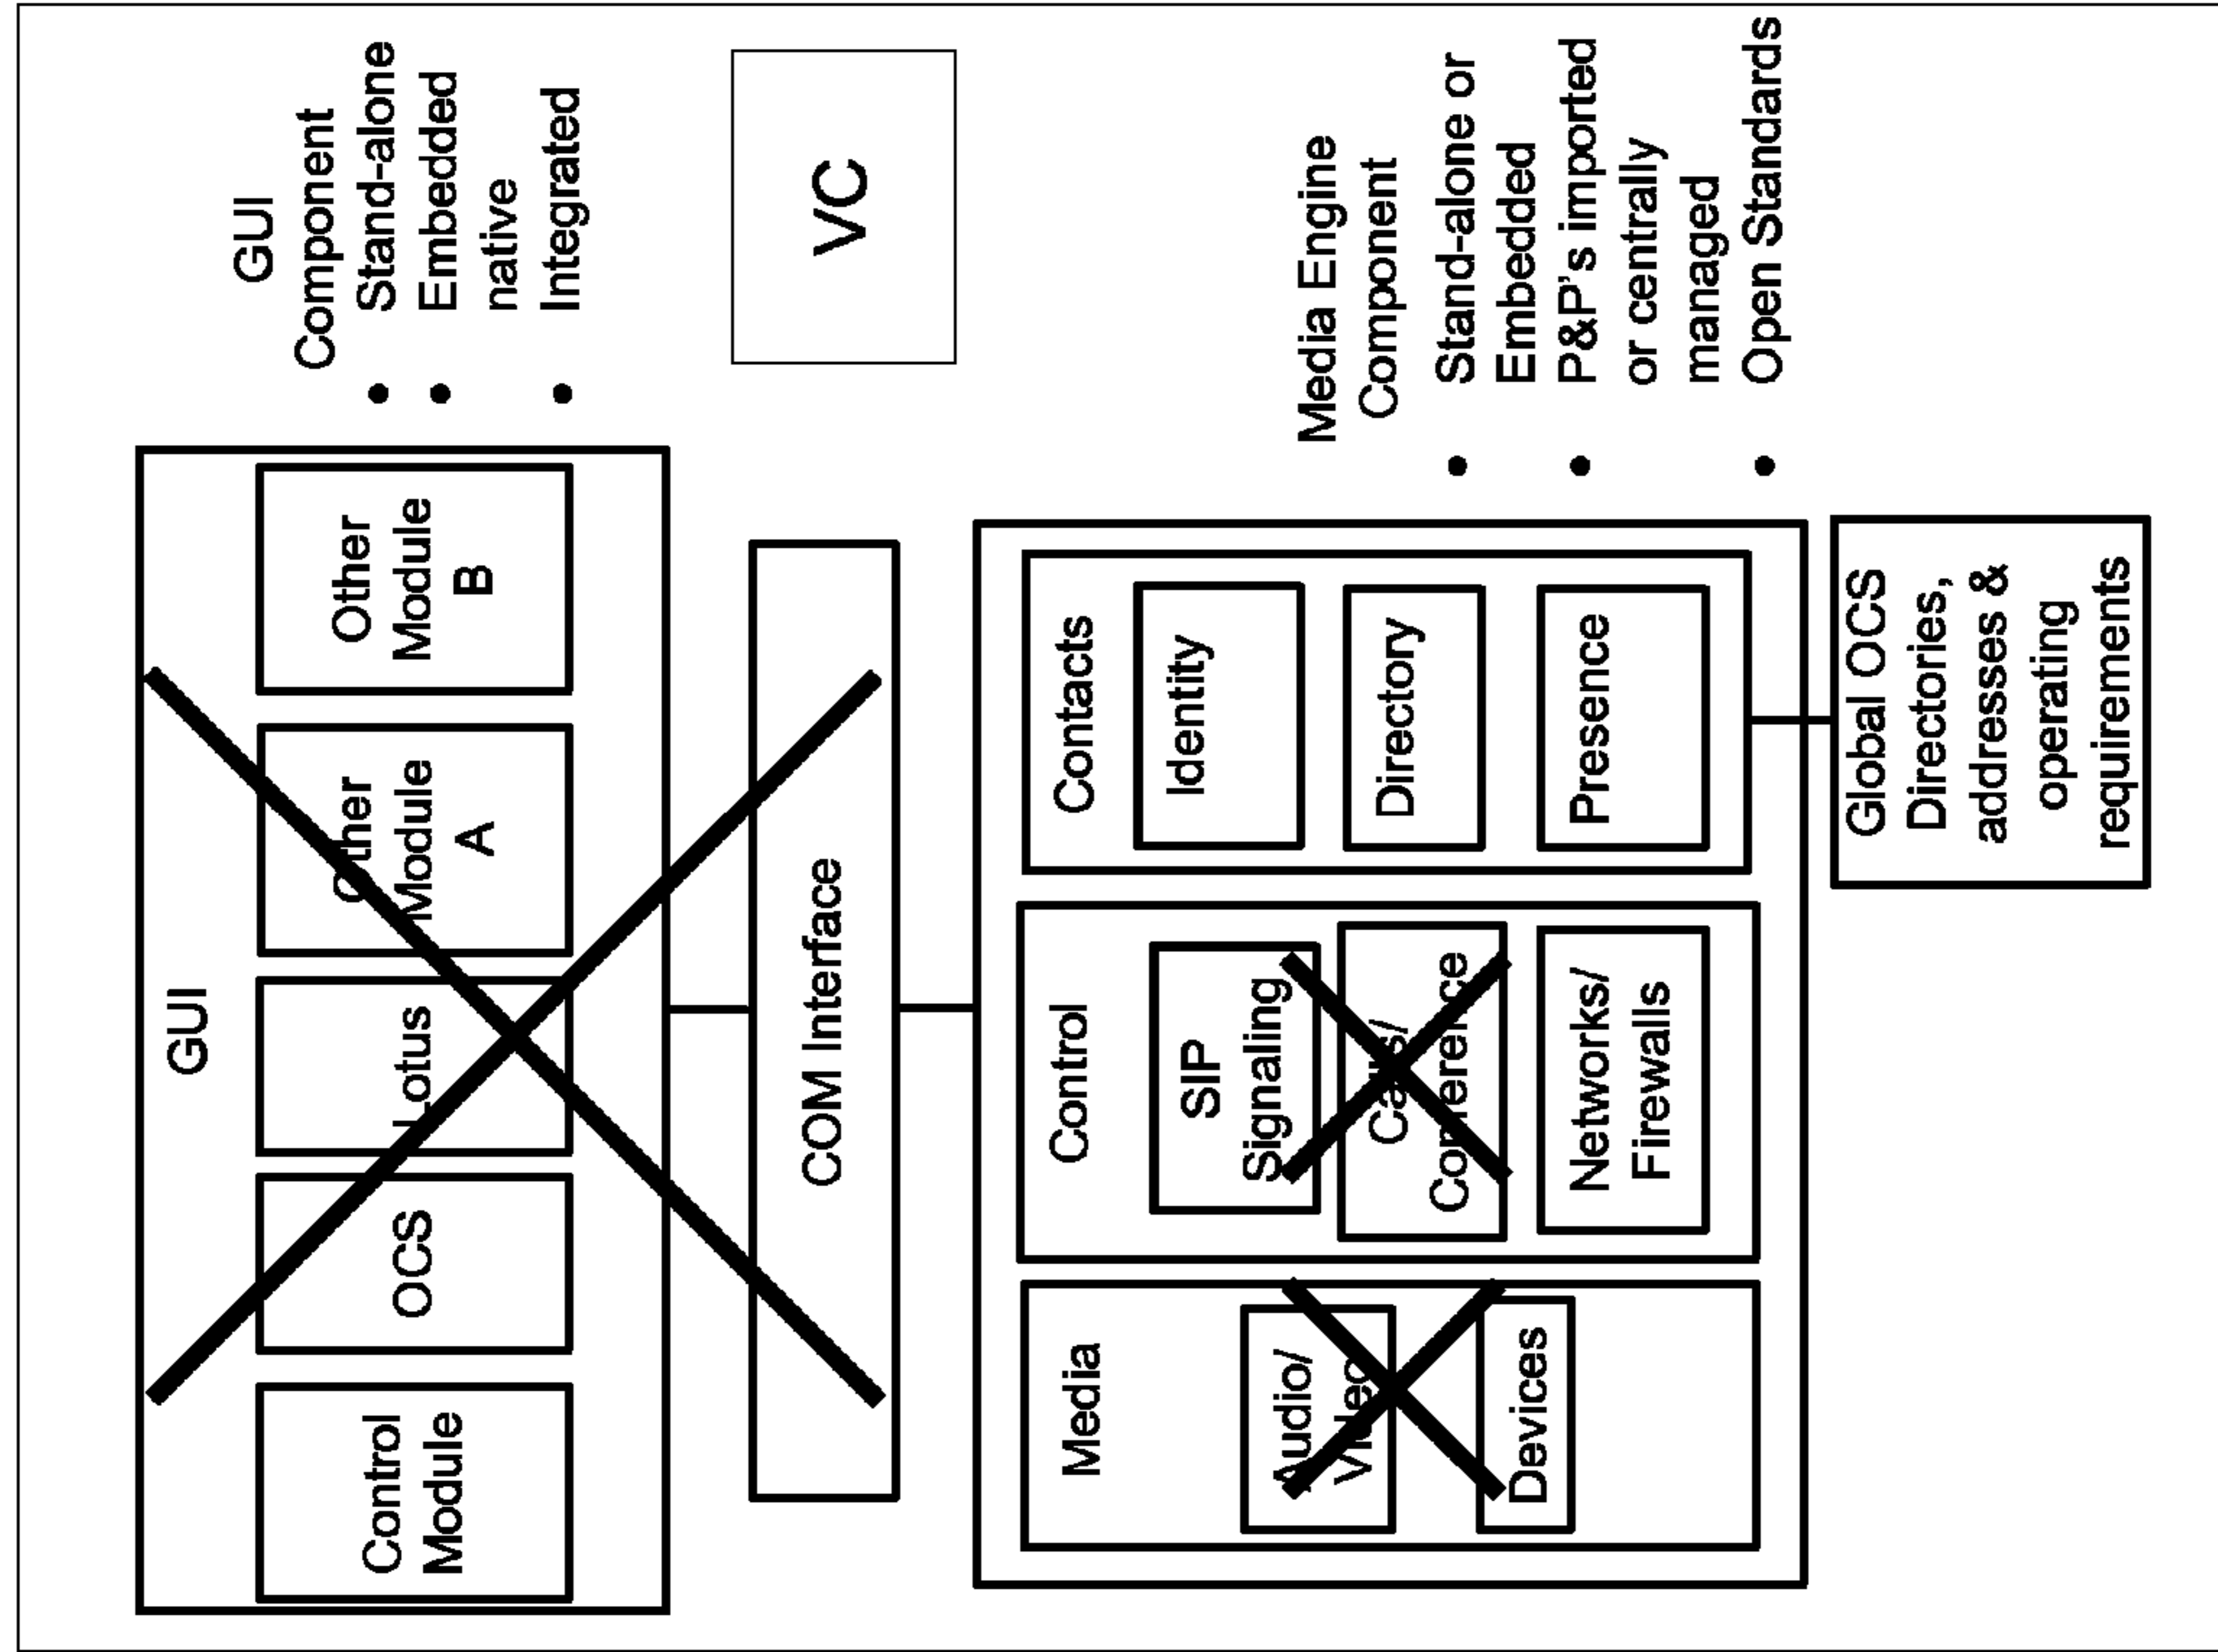 GUI
Control
Module
OCS
Lotus
Other
Module
A
Other
Module
B
GUI
Component
• Stand-alone
• Embedded
native
• Integrated
COM Interface
VC
Media
Audio/
Video
Devices
Control
SIP
Signaling
Calls/
Conference
Networks/
Firewalls
Contacts
Identity
Directory
Presence
Media Engine
Component
• Stand-alone or
Embedded
• P&P's imported
or centrally
managed
• Open Standards
Global OCS
Directories,
addresses &
operating
requirements